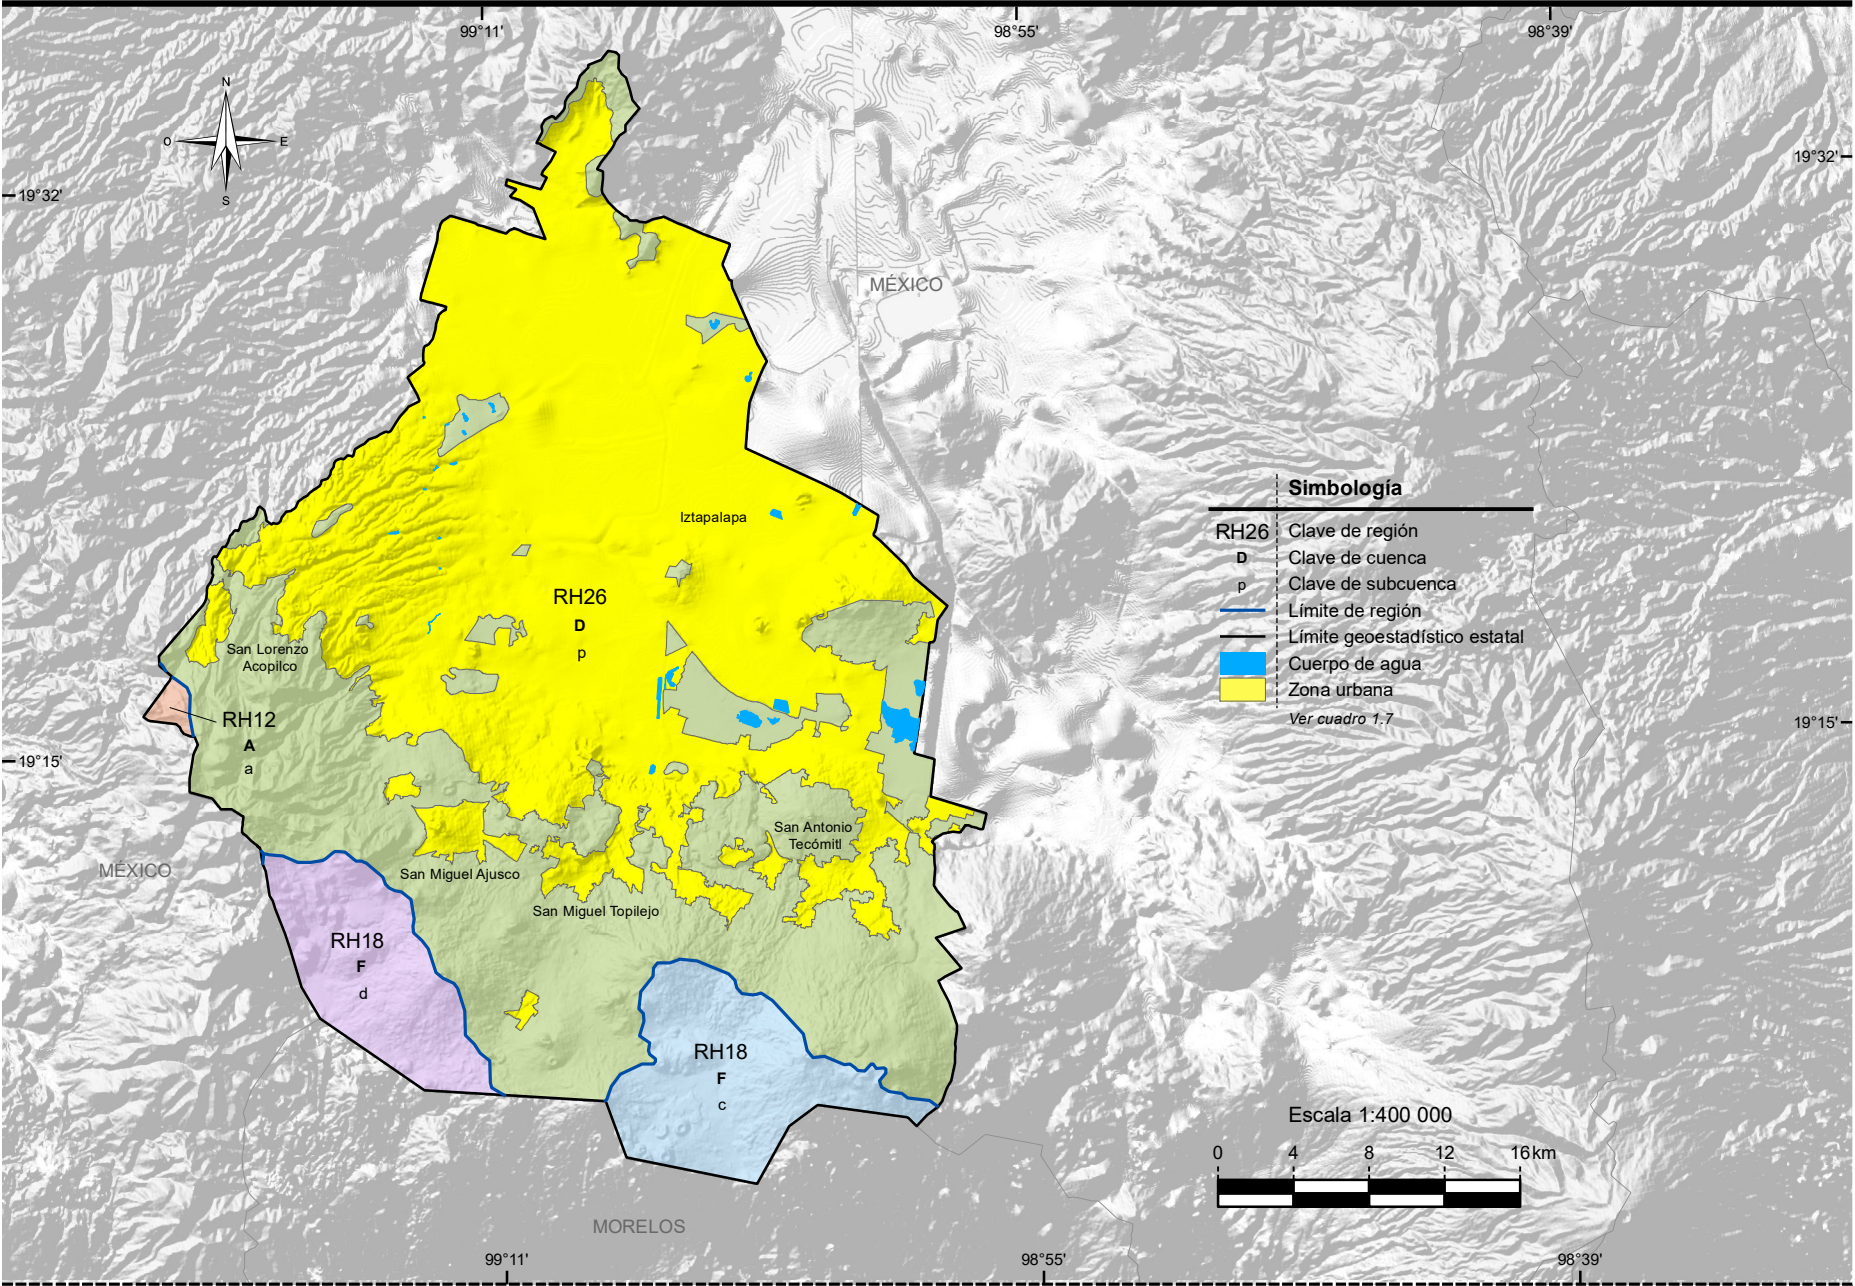 99°11'
98°55'
98°39'
N
O
E
S
19°32'
19°32'
MÉXICO
Iztapalapa
RH26
D
p
San Lorenzo
Acopilco
RH12
A
a
19°15'
19°15'
Simbología
RH26 Clave de región
D Clave de cuenca
p Clave de subcuenca
Límite de región
Límite geoestadístico estatal
Cuerpo de agua
Zona urbana
Ver cuadro 1.7
San Antonio
Tecómitl
MÉXICO
San Miguel Ajusco
San Miguel Topilejo
RH18
F
d
RH18
F
c
Escala 1:400 000
0 4 8 12 16 km
MORELOS
99°11'
98°55'
98°39'